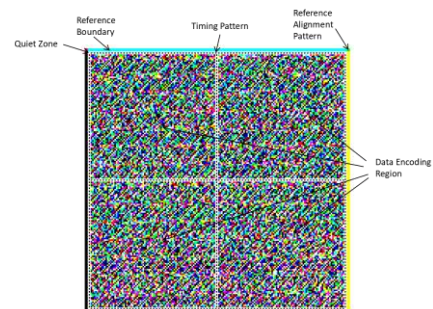 Reference
Boundary
Timing Pattern
Reference
Alignment
Pattern
Quiet Zone
Data Encoding
Region